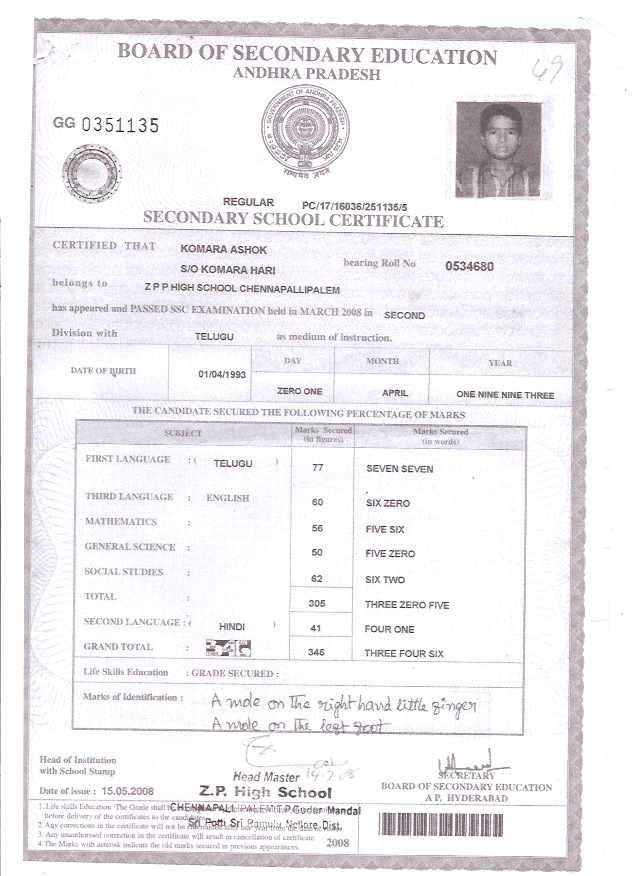 BOARD OF SECONDARY EDUCATION
ANDHRA PRADESH
49
GG 0351135
GOVERNMENT OF ANDHRA PRADESH
सत्यमेव जयते
REGULAR PC/17/16036/251135/5
SECONDARY SCHOOL CERTIFICATE
CERTIFIED THAT KOMARA ASHOK
S/O KOMARA HARI bearing Roll No 0534680
belongs to Z P P HIGH SCHOOL CHENNAPALLIPALEM
has appeared and PASSED SSC EXAMINATION held in MARCH 2008 in SECOND
Division with TELUGU as medium of instruction.
DATE OF BIRTH 01/04/1993 DAY MONTH YEAR
ZERO ONE APRIL ONE NINE NINE THREE
THE CANDIDATE SECURED THE FOLLOWING PERCENTAGE OF MARKS
SUBJECT Marks Secured (in figures) Marks Secured (in words)
FIRST LANGUAGE : ( TELUGU ) 77 SEVEN SEVEN
THIRD LANGUAGE : ENGLISH 60 SIX ZERO
MATHEMATICS : 56 FIVE SIX
GENERAL SCIENCE : 50 FIVE ZERO
SOCIAL STUDIES : 62 SIX TWO
TOTAL : 305 THREE ZERO FIVE
SECOND LANGUAGE : ( HINDI ) 41 FOUR ONE
GRAND TOTAL : 346 346 THREE FOUR SIX
Life Skills Education : GRADE SECURED :
Marks of Identification : A mole on the right hand little finger
A mole on the left foot
Head of Institution
with School Stamp
Head Master
Z.P. High School
CHENNAPALLIPALEM T.P. Gudur Mandal
Sri Potti Sri Ramulu Nellore Dist.
SECRETARY
BOARD OF SECONDARY EDUCATION
A P, HYDERABAD
Date of issue : 15.05.2008
1. Life skills Education :The Grade shall be
before delivery of the certificates to the candidates.
2. Any corrections in the certificate will not be entertained after one year from the date of
3. Any unauthorised correction in the certificate will result in cancellation of certificate.
4. The Marks with asterisk indicate the old marks secured in previous appearances.
2008